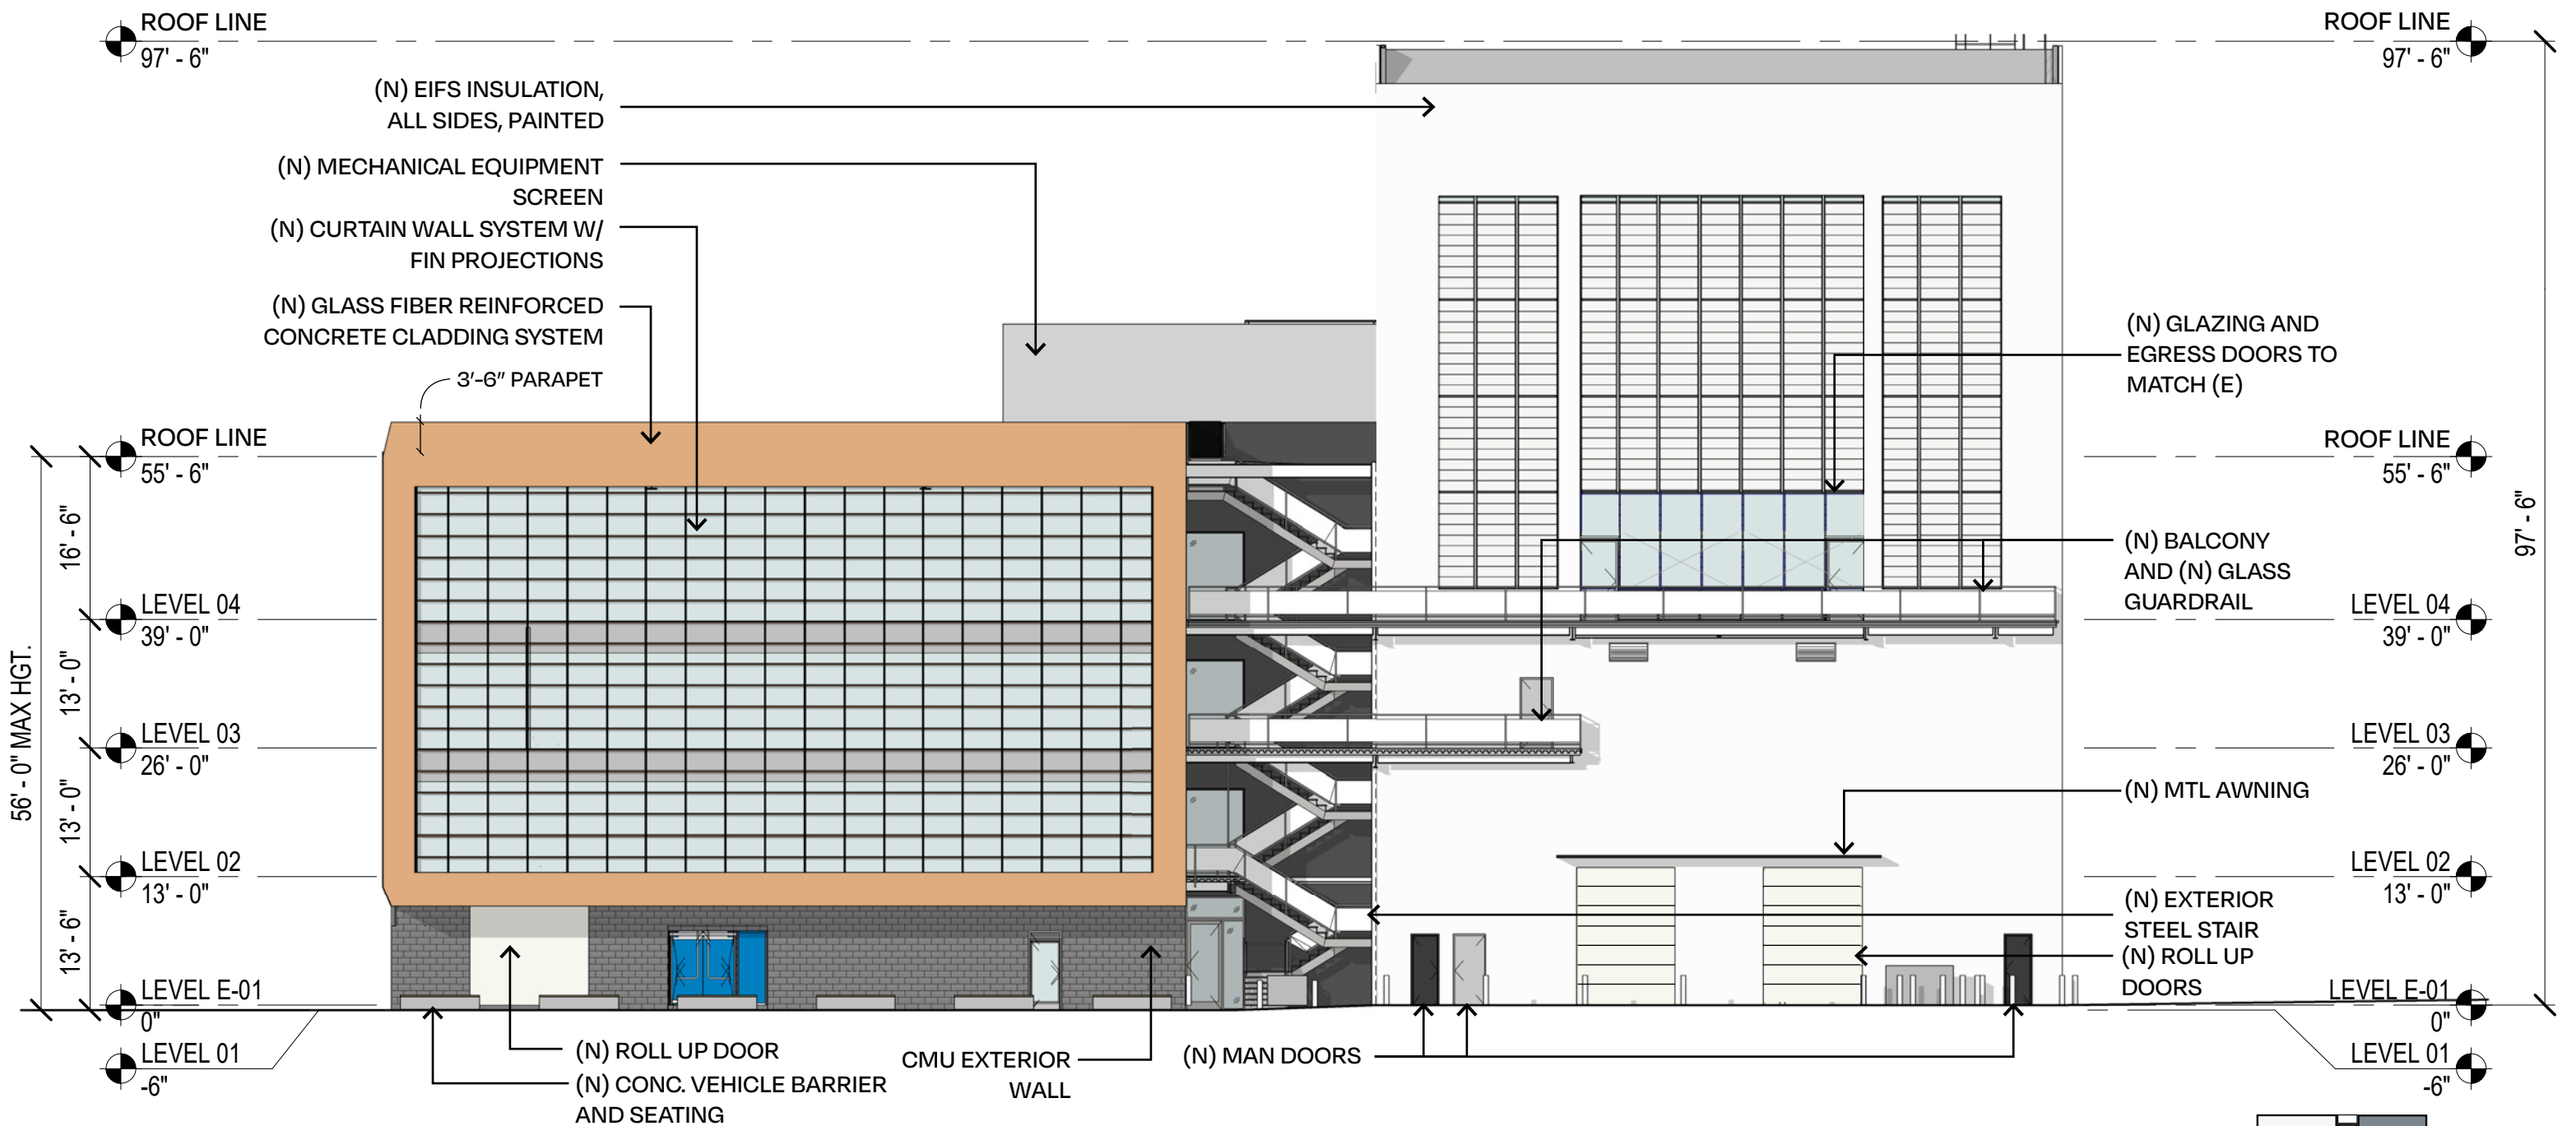 ROOF LINE
97' - 6"
ROOF LINE
97' - 6"
(N) EIFS INSULATION,
ALL SIDES, PAINTED
(N) MECHANICAL EQUIPMENT
SCREEN
(N) CURTAIN WALL SYSTEM W/
FIN PROJECTIONS
(N) GLASS FIBER REINFORCED
CONCRETE CLADDING SYSTEM
3'-6" PARAPET
ROOF LINE
55' - 6"
LEVEL 04
39' - 0"
LEVEL 03
26' - 0"
LEVEL 02
13' - 0"
LEVEL E-01
0"
LEVEL 01
-6"
56' - 0" MAX HGT.
16' - 6"
13' - 0"
13' - 0"
13' - 6"
(N) ROLL UP DOOR
(N) CONC. VEHICLE BARRIER
AND SEATING
CMU EXTERIOR
WALL
(N) MAN DOORS
(N) GLAZING AND
EGRESS DOORS TO
MATCH (E)
(N) BALCONY
AND (N) GLASS
GUARDRAIL
(N) MTL AWNING
(N) EXTERIOR
STEEL STAIR
(N) ROLL UP
DOORS
ROOF LINE
55' - 6"
LEVEL 04
39' - 0"
LEVEL 03
26' - 0"
LEVEL 02
13' - 0"
LEVEL E-01
0"
LEVEL 01
-6"
97' - 6"